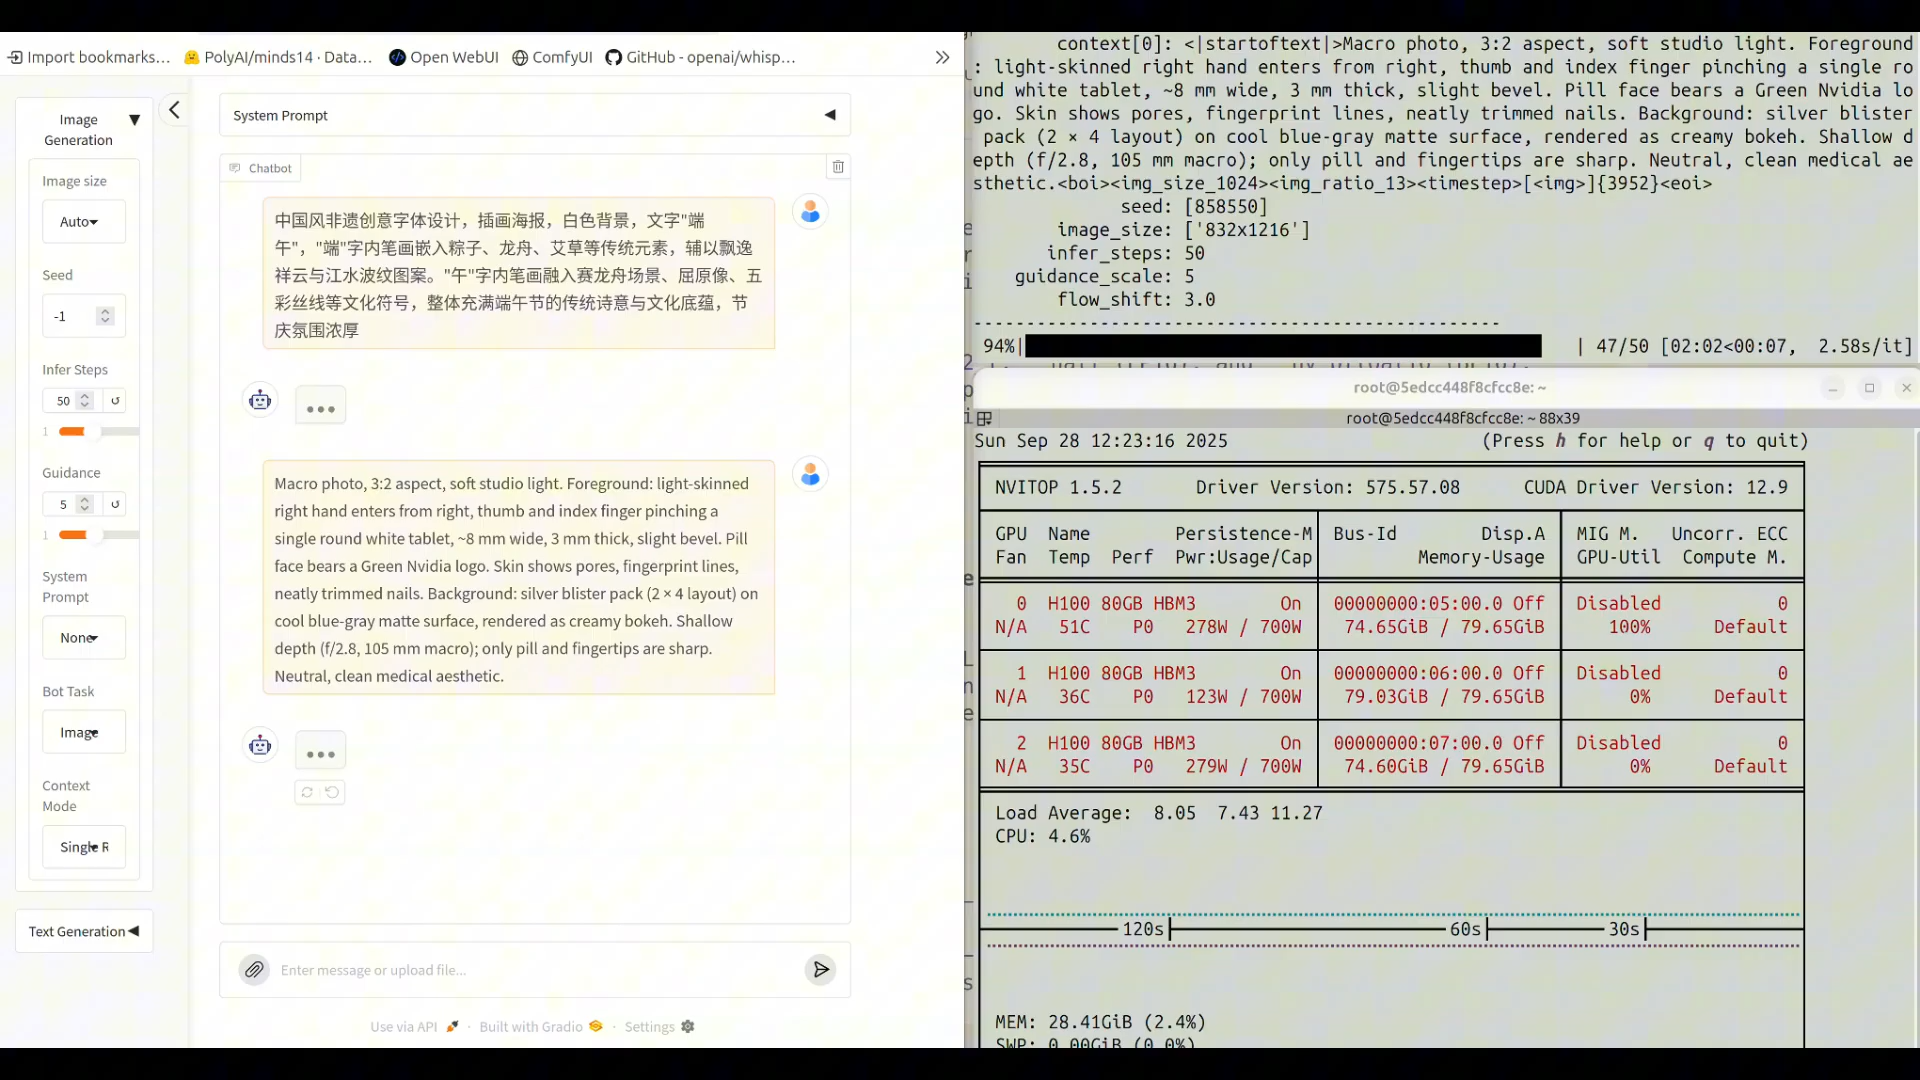 Import bookmarks...
PolyAI/minds14 · Data...
Open WebUI
ComfyUI
GitHub - openai/whisp...
Image Generation
Image size
Auto
Seed
-1
Infer Steps
50
1
Guidance
5
1
System Prompt
None
Bot Task
Image
Context Mode
Single R
Text Generation
System Prompt
Chatbot
中国风非遗创意字体设计，插画海报，白色背景，文字"端
午"，"端"字内笔画嵌入粽子、龙舟、艾草等传统元素，辅以飘逸
祥云与江水波纹图案。"午"字内笔画融入赛龙舟场景、屈原像、五
彩丝线等文化符号，整体充满端午节的传统诗意与文化底蕴，节
庆氛围浓厚
Macro photo, 3:2 aspect, soft studio light. Foreground: light-skinned
right hand enters from right, thumb and index finger pinching a
single round white tablet, ~8 mm wide, 3 mm thick, slight bevel. Pill
face bears a Green Nvidia logo. Skin shows pores, fingerprint lines,
neatly trimmed nails. Background: silver blister pack (2 × 4 layout) on
cool blue-gray matte surface, rendered as creamy bokeh. Shallow
depth (f/2.8, 105 mm macro); only pill and fingertips are sharp.
Neutral, clean medical aesthetic.
Enter message or upload file...
Use via API · Built with Gradio · Settings
context[0]: <|startoftext|>Macro photo, 3:2 aspect, soft studio light. Foreground
: light-skinned right hand enters from right, thumb and index finger pinching a single ro
und white tablet, ~8 mm wide, 3 mm thick, slight bevel. Pill face bears a Green Nvidia lo
go. Skin shows pores, fingerprint lines, neatly trimmed nails. Background: silver blister
pack (2 × 4 layout) on cool blue-gray matte surface, rendered as creamy bokeh. Shallow d
epth (f/2.8, 105 mm macro); only pill and fingertips are sharp. Neutral, clean medical ae
sthetic.<boi><img_size_1024><img_ratio_13><timestep>[<img>]{3952}<eoi>
seed: [858550]
image_size: ['832x1216']
infer_steps: 50
guidance_scale: 5
flow_shift: 3.0
--------------------------------------------------
94%| | 47/50 [02:02<00:07, 2.58s/it]
root@5edcc448f8cfcc8e: ~
root@5edcc448f8cfcc8e: ~ 88x39
Sun Sep 28 12:23:16 2025 (Press h for help or q to quit)
NVITOP 1.5.2 Driver Version: 575.57.08 CUDA Driver Version: 12.9
GPU Name Persistence-M Bus-Id Disp.A MIG M. Uncorr. ECC
Fan Temp Perf Pwr:Usage/Cap Memory-Usage GPU-Util Compute M.
0 H100 80GB HBM3 On 00000000:05:00.0 Off Disabled 0
N/A 51C P0 278W / 700W 74.65GiB / 79.65GiB 100% Default
1 H100 80GB HBM3 On 00000000:06:00.0 Off Disabled 0
N/A 36C P0 123W / 700W 79.03GiB / 79.65GiB 0% Default
2 H100 80GB HBM3 On 00000000:07:00.0 Off Disabled 0
N/A 35C P0 279W / 700W 74.60GiB / 79.65GiB 0% Default
Load Average: 8.05 7.43 11.27
CPU: 4.6%
120s 60s 30s
MEM: 28.41GiB (2.4%)
SWP: 0.00GiB (0.0%)